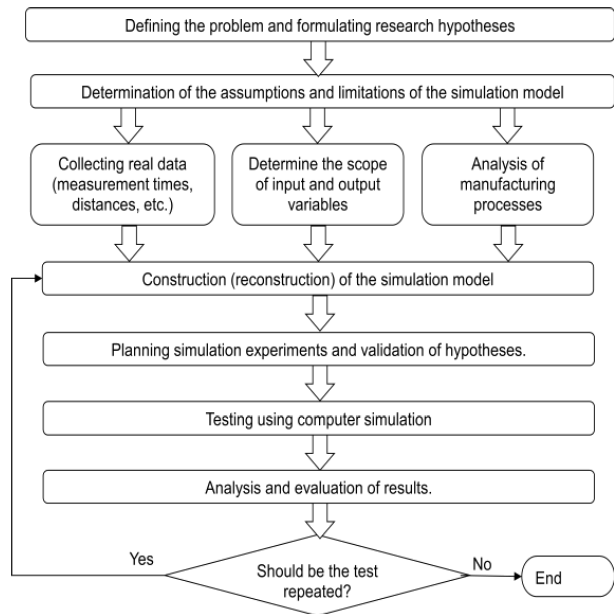 Defining the problem and formulating research hypotheses
Determination of the assumptions and limitations of the simulation model
Collecting real data
(measurement times,
distances, etc.)
Determine the scope
of input and output
variables
Analysis of
manufacturing
processes
Construction (reconstruction) of the simulation model
Planning simulation experiments and validation of hypotheses.
Testing using computer simulation
Analysis and evaluation of results.
Yes
Should be the test
repeated?
No
End